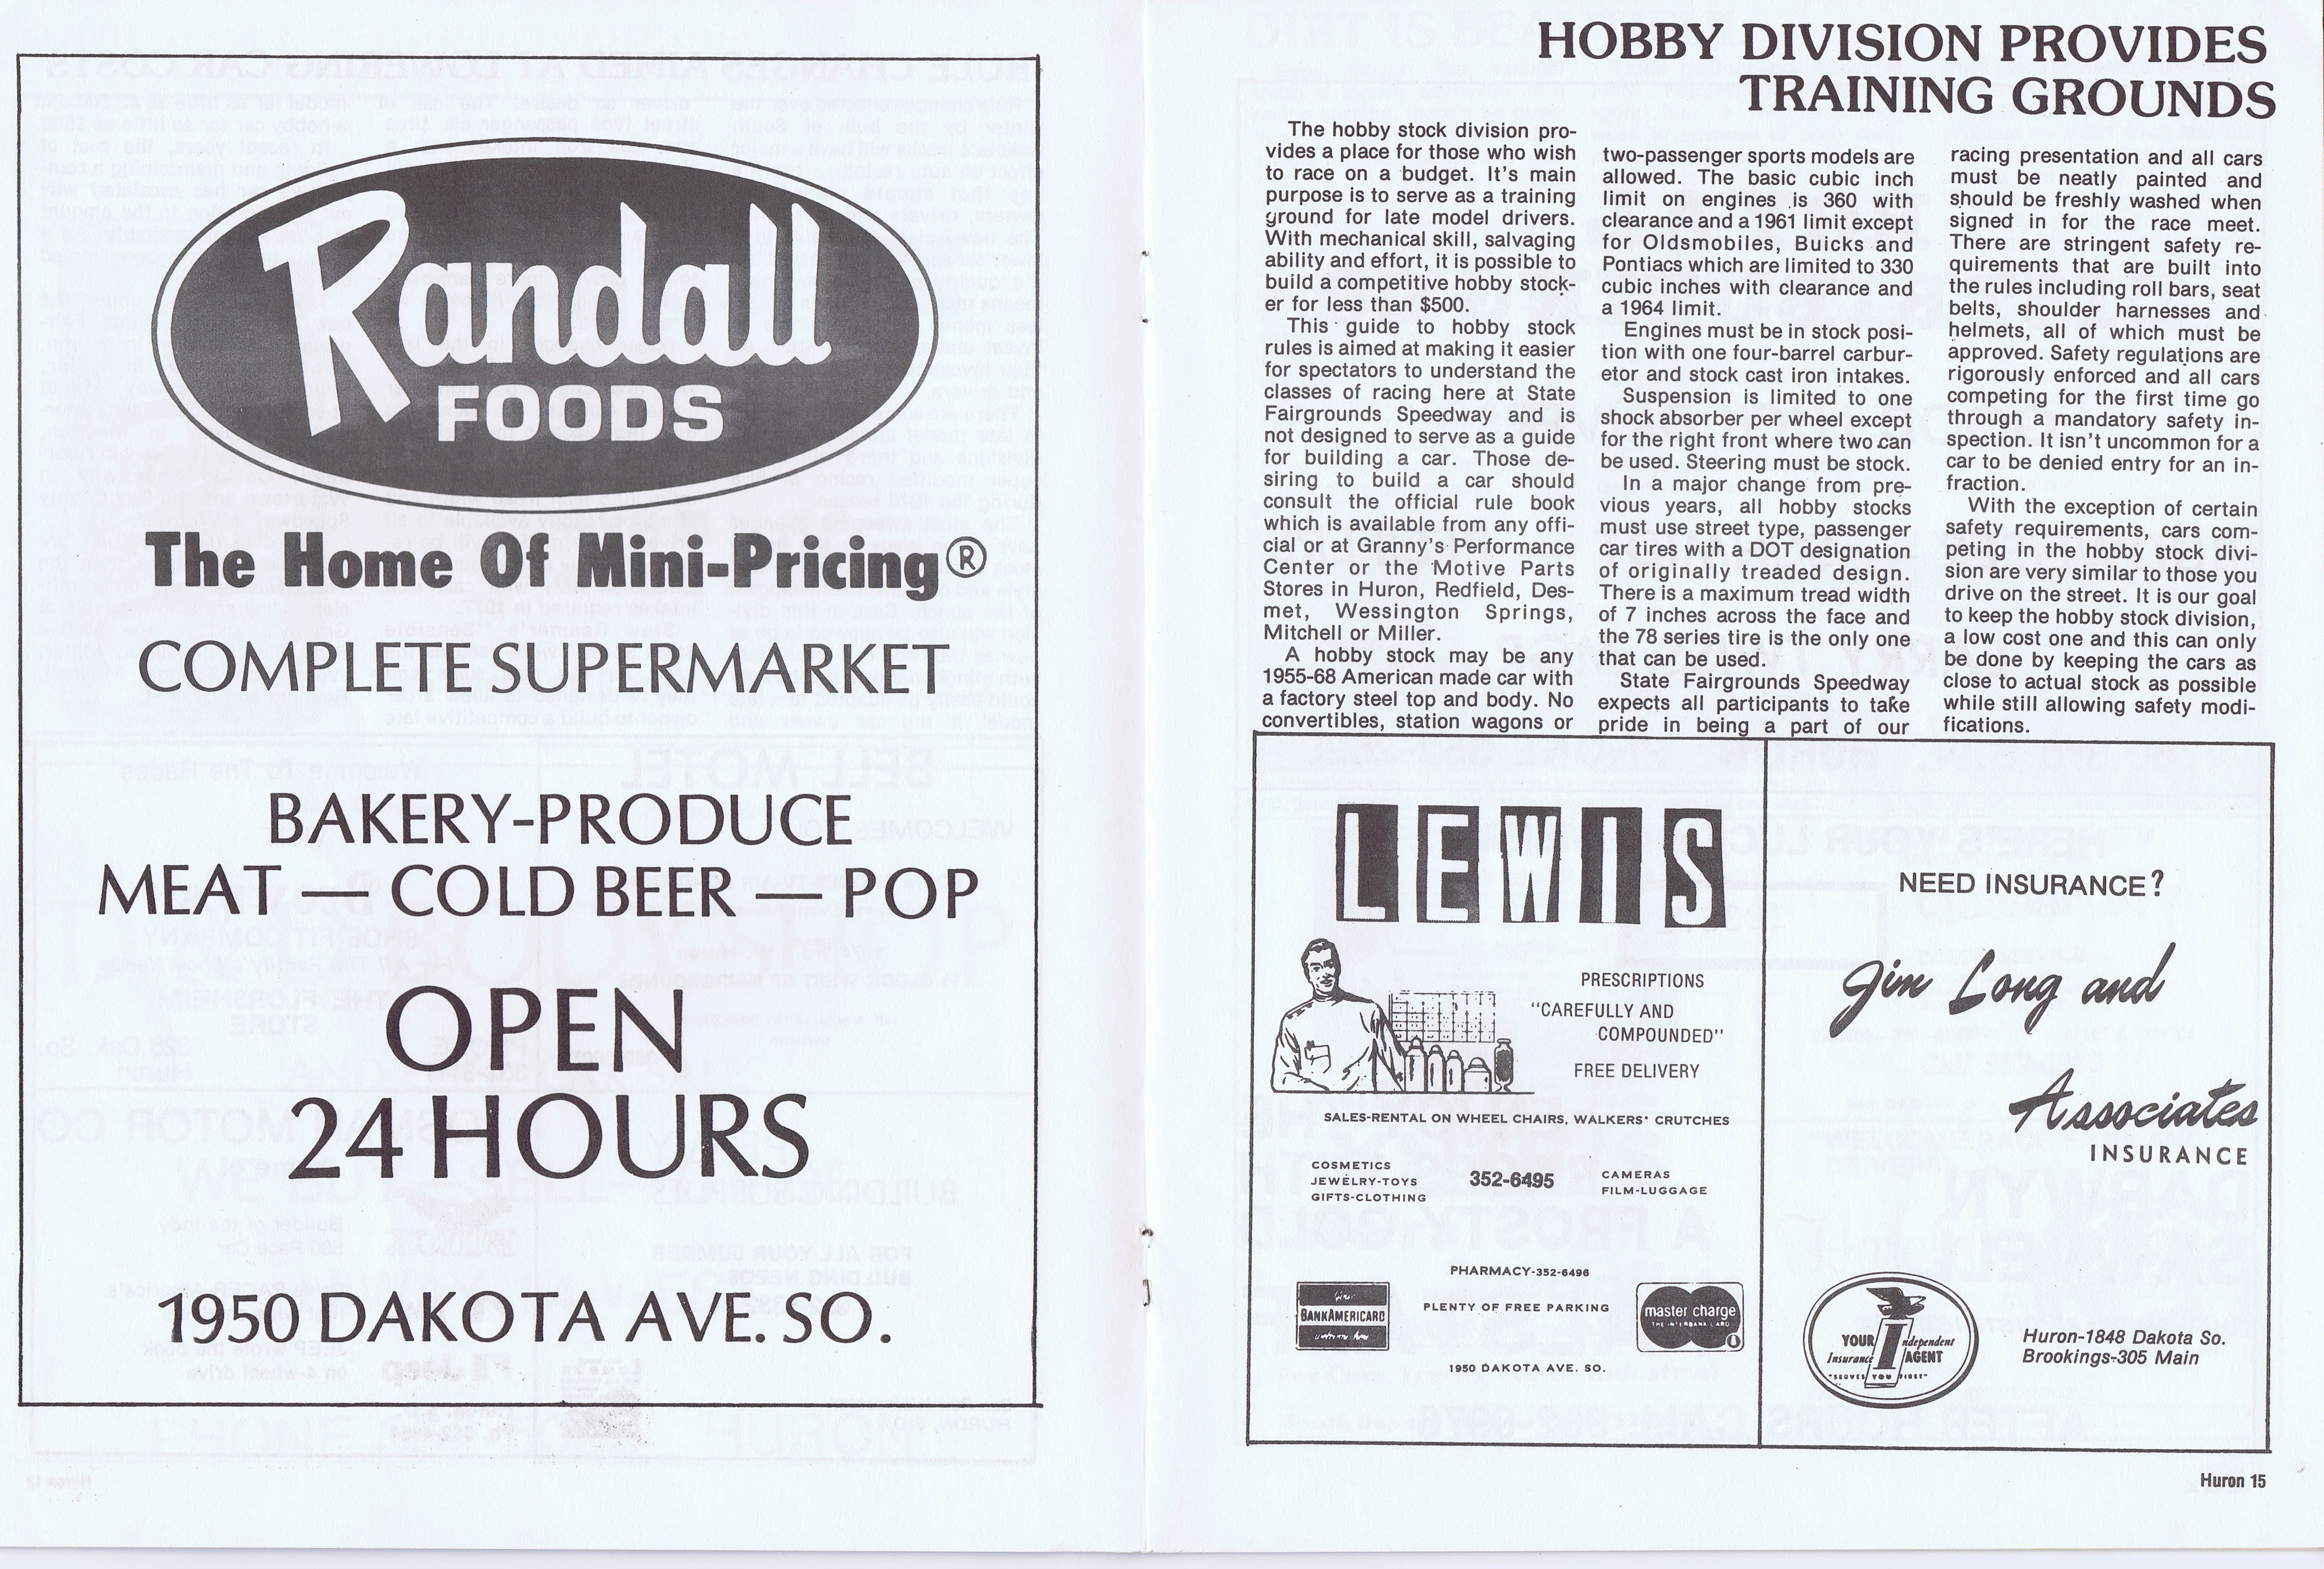 Randall
FOODS
The Home Of Mini-Pricing®
COMPLETE SUPERMARKET
BAKERY-PRODUCE
MEAT — COLD BEER — POP
OPEN
24 HOURS
1950 DAKOTA AVE. SO.
HOBBY DIVISION PROVIDES
TRAINING GROUNDS
The hobby stock division pro-
vides a place for those who wish
to race on a budget. It's main
purpose is to serve as a training
ground for late model drivers.
With mechanical skill, salvaging
ability and effort, it is possible to
build a competitive hobby stock-
er for less than $500.
This guide to hobby stock
rules is aimed at making it easier
for spectators to understand the
classes of racing here at State
Fairgrounds Speedway and is
not designed to serve as a guide
for building a car. Those de-
siring to build a car should
consult the official rule book
which is available from any offi-
cial or at Granny's Performance
Center or the Motive Parts
Stores in Huron, Redfield, Des-
met, Wessington Springs,
Mitchell or Miller.
A hobby stock may be any
1955-68 American made car with
a factory steel top and body. No
convertibles, station wagons or
two-passenger sports models are
allowed. The basic cubic inch
limit on engines is 360 with
clearance and a 1961 limit except
for Oldsmobiles, Buicks and
Pontiacs which are limited to 330
cubic inches with clearance and
a 1964 limit.
Engines must be in stock posi-
tion with one four-barrel carbur-
etor and stock cast iron intakes.
Suspension is limited to one
shock absorber per wheel except
for the right front where two can
be used. Steering must be stock.
In a major change from pre-
vious years, all hobby stocks
must use street type, passenger
car tires with a DOT designation
of originally treaded design.
There is a maximum tread width
of 7 inches across the face and
the 78 series tire is the only one
that can be used.
State Fairgrounds Speedway
expects all participants to take
pride in being a part of our
racing presentation and all cars
must be neatly painted and
should be freshly washed when
signed in for the race meet.
There are stringent safety re-
quirements that are built into
the rules including roll bars, seat
belts, shoulder harnesses and
helmets, all of which must be
approved. Safety regulations are
rigorously enforced and all cars
competing for the first time go
through a mandatory safety in-
spection. It isn't uncommon for a
car to be denied entry for an in-
fraction.
With the exception of certain
safety requirements, cars com-
peting in the hobby stock divi-
sion are very similar to those you
drive on the street. It is our goal
to keep the hobby stock division,
a low cost one and this can only
be done by keeping the cars as
close to actual stock as possible
while still allowing safety modi-
fications.
LEWIS
PRESCRIPTIONS
"CAREFULLY AND
COMPOUNDED"
FREE DELIVERY
SALES-RENTAL ON WHEEL CHAIRS, WALKERS' CRUTCHES
COSMETICS
JEWELRY-TOYS
GIFTS-CLOTHING
352-6495
CAMERAS
FILM-LUGGAGE
PHARMACY-352-6496
BANKAMERICARD
welcome here
PLENTY OF FREE PARKING
master charge
THE INTERBANK CARD
1950 DAKOTA AVE. SO.
NEED INSURANCE?
Jim Long and
Associates
INSURANCE
YOUR Independent
Insurance AGENT
"SERVES YOU FIRST"
Huron-1848 Dakota So.
Brookings-305 Main
Huron 15